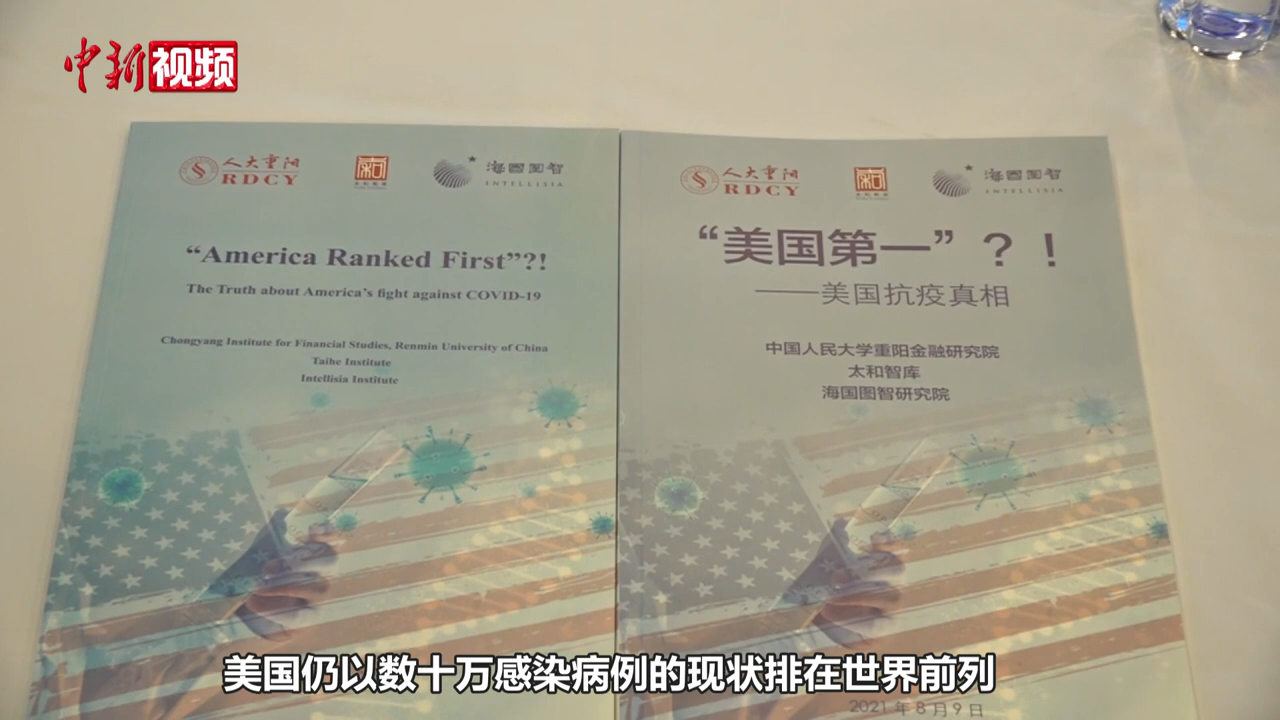 中新视频
人大重阳
RDCY
海国图智
INTELLISIA
“America Ranked First”?!
The Truth about America’s fight against COVID-19
Chongyang Institute for Financial Studies, Renmin University of China
Taihe Institute
Intellisia Institute
人大重阳
RDCY
海国图智
INTELLISIA
“美国第一”？！
——美国抗疫真相
中国人民大学重阳金融研究院
太和智库
海国图智研究院
2021年8月9日
美国仍以数十万感染病例的现状排在世界前列